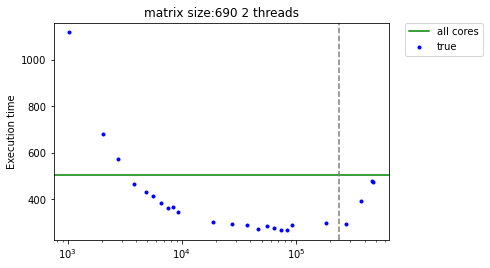 matrix size:690 2 threads
all cores
true
Execution time
1000
800
600
400
10³
10⁴
10⁵